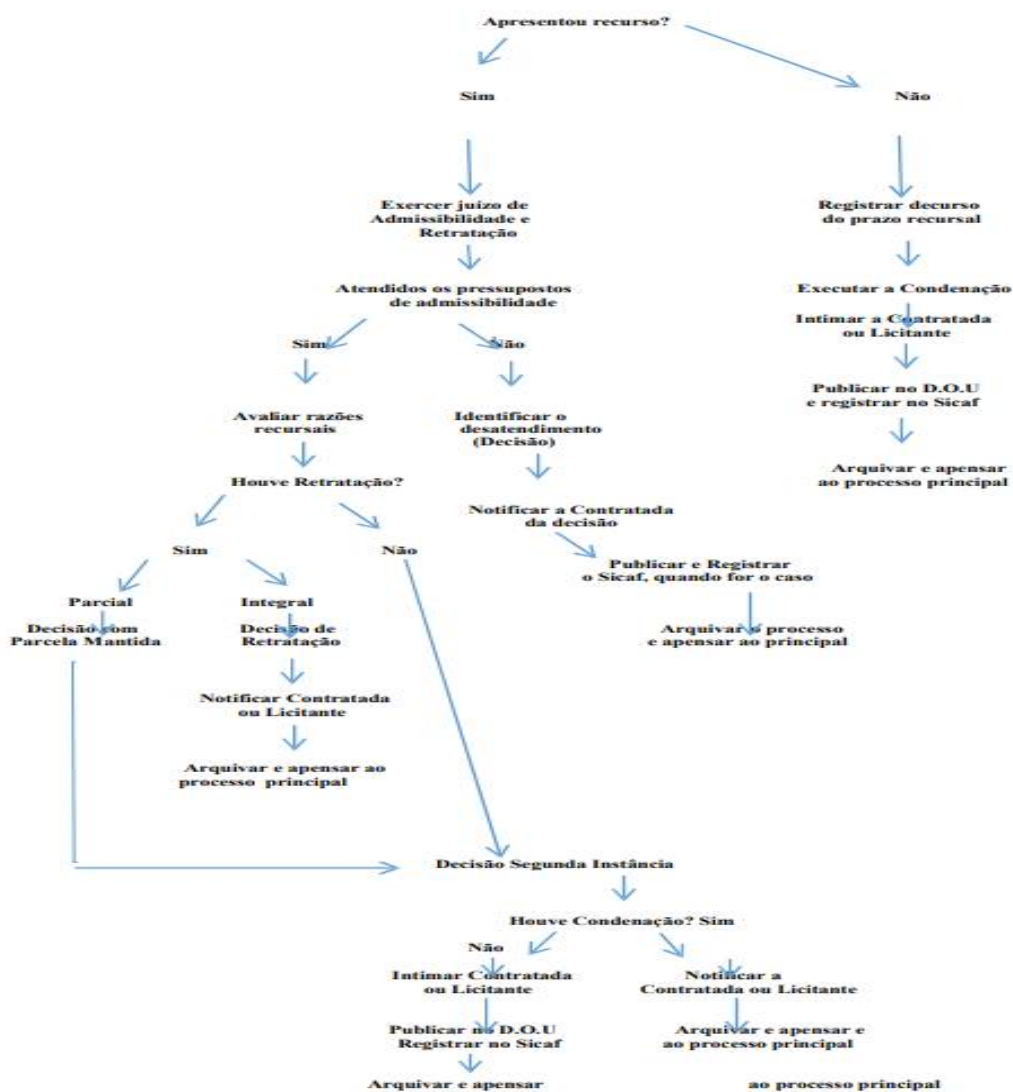 Apresentou recurso?
Sim
Não
Exercer juízo de
Admissibilidade e
Retratação
Registrar decurso
do prazo recursal
Atendidos os pressupostos
de admissibilidade
Executar a Condenação
Intimar a Contratada
ou Licitante
Sim
Não
Publicar no D.O.U
e registrar no Sicaf
Avaliar razões
recursais
Identificar o
desatendimento
(Decisão)
Arquivar e apensar
ao processo principal
Houve Retratação?
Notificar a Contratada
da decisão
Sim
Não
Publicar e Registrar
o Sicaf, quando for o caso
Parcial
Integral
Decisão com
Parcela Mantida
Decisão de
Retratação
Arquivar o processo
e apensar ao principal
Notificar Contratada
ou Licitante
Arquivar e apensar ao
processo principal
Decisão Segunda Instância
Houve Condenação? Sim
Não
Intimar Contratada
ou Licitante
Notificar a
Contratada ou Licitante
Publicar no D.O.U
Registrar no Sicaf
Arquivar e apensar e
ao processo principal
Arquivar e apensar
ao processo principal